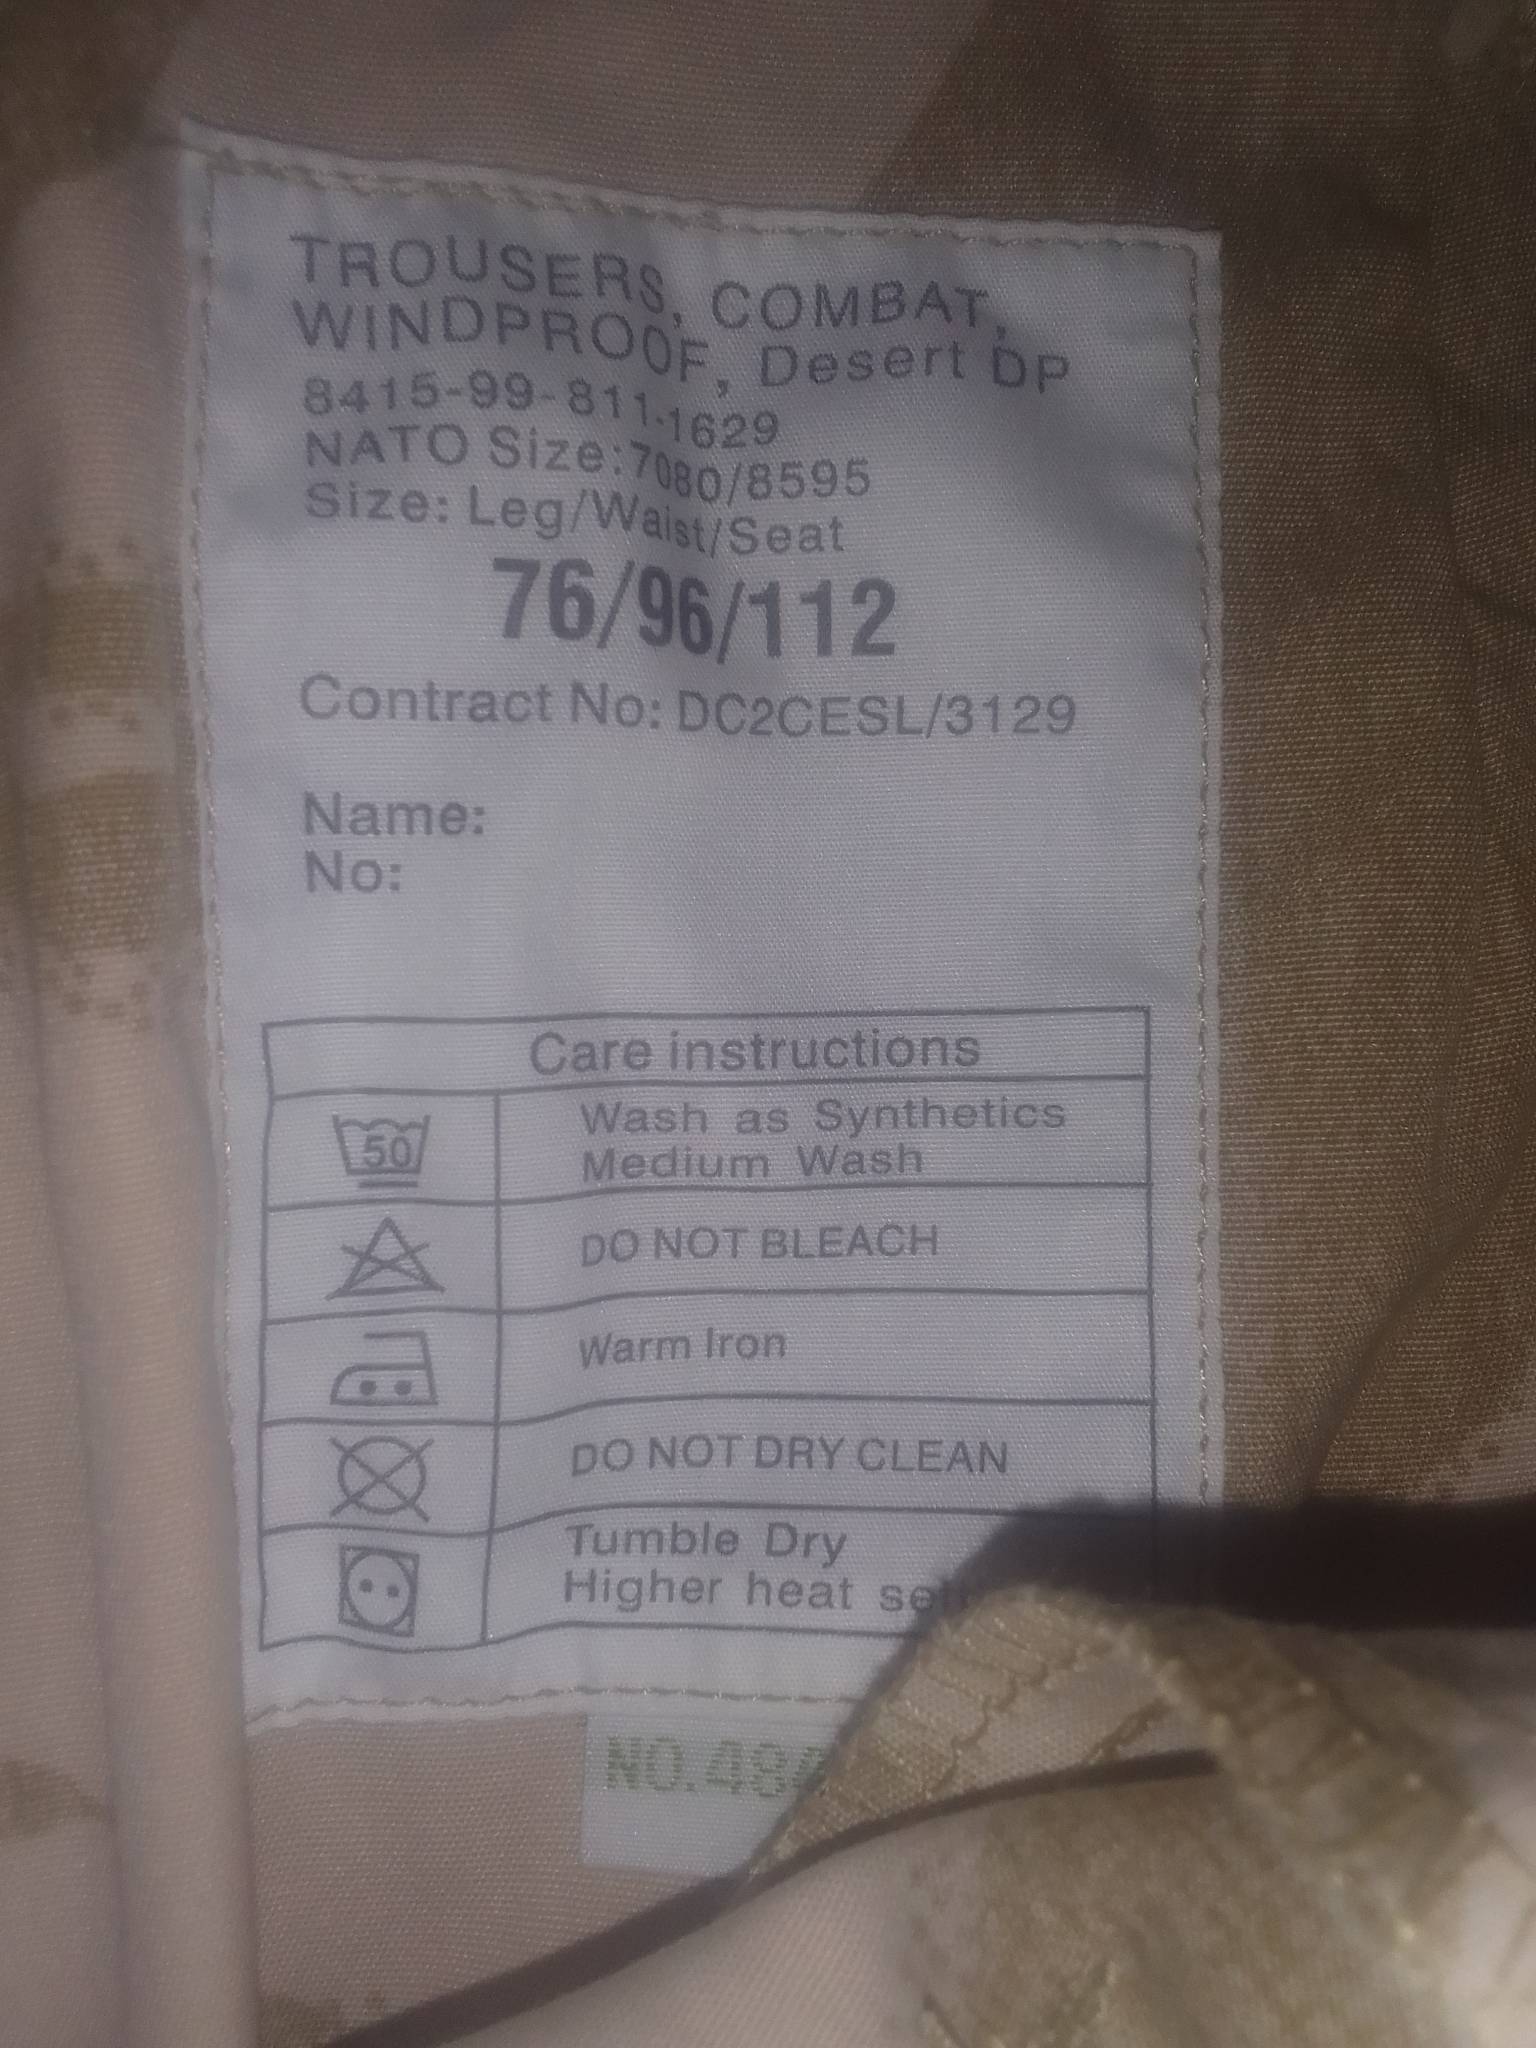 TROUSERS, COMBAT,
WINDPROOF, Desert DP
8415-99-811-1629
NATO Size:7080/8595
Size: Leg/Waist/Seat
76/96/112
Contract No: DC2CESL/3129
Name:
No:
Care instructions
50
Wash as Synthetics
Medium Wash
DO NOT BLEACH
Warm Iron
DO NOT DRY CLEAN
Tumble Dry
Higher heat
NO.48